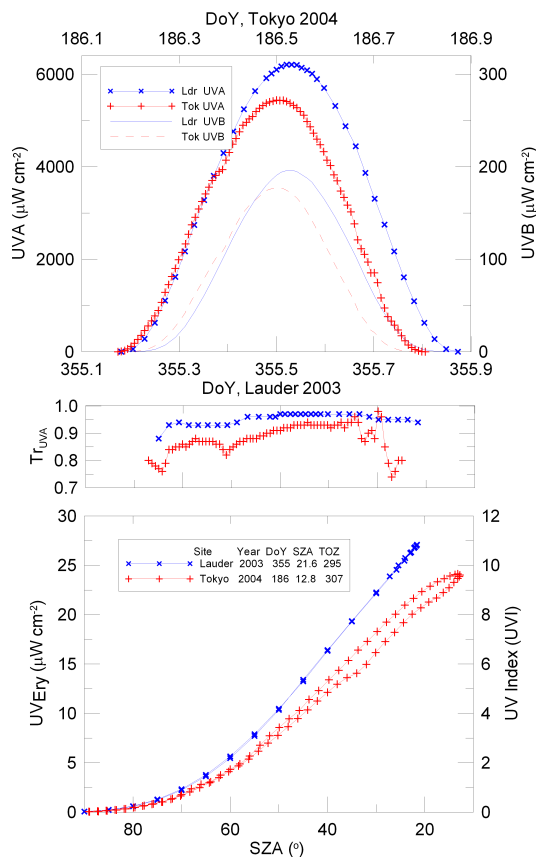 DoY, Tokyo 2004
186.1 186.3 186.5 186.7 186.9
6000 300
Ldr UVA
Tok UVA
Ldr UVB
Tok UVB
4000 200
UVA (μW cm-2) UVB (μW cm-2)
2000 100
0 0
355.1 355.3 355.5 355.7 355.9
DoY, Lauder 2003
1.0
0.9
TrUVA
0.8
0.7
30 12
Site Year DoY SZA TOZ
Lauder 2003 355 21.6 295
Tokyo 2004 186 12.8 307
25 10
20 8
UVEry (μW cm-2) UV Index (UVI)
15 6
10 4
5 2
0 0
80 60 40 20
SZA (o)